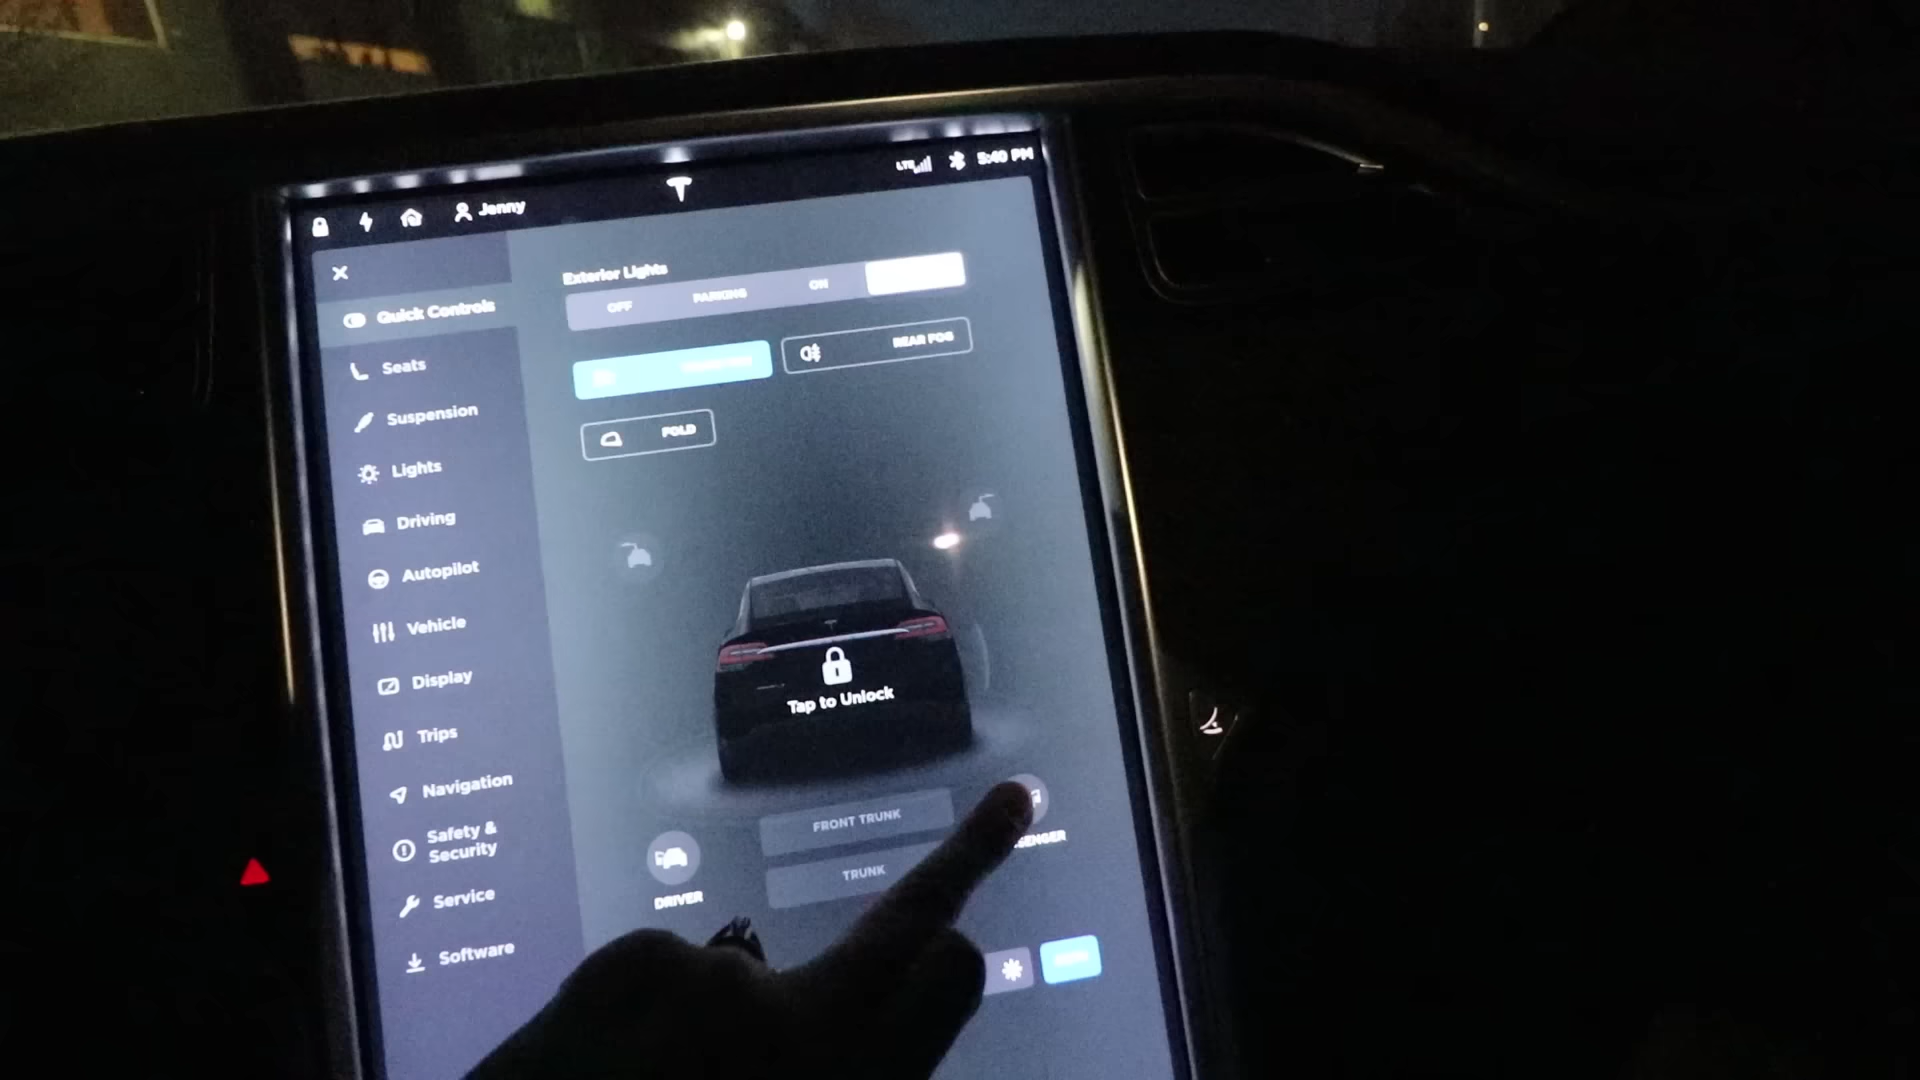 Jenny
LTE
5:40 PM
Quick Controls
Seats
Suspension
Lights
Driving
Autopilot
Vehicle
Display
Trips
Navigation
Safety &
Security
Service
Software
Exterior Lights
OFF PARKING ON
REAR FOG
FOLD
Tap to Unlock
FRONT TRUNK
TRUNK
DRIVER